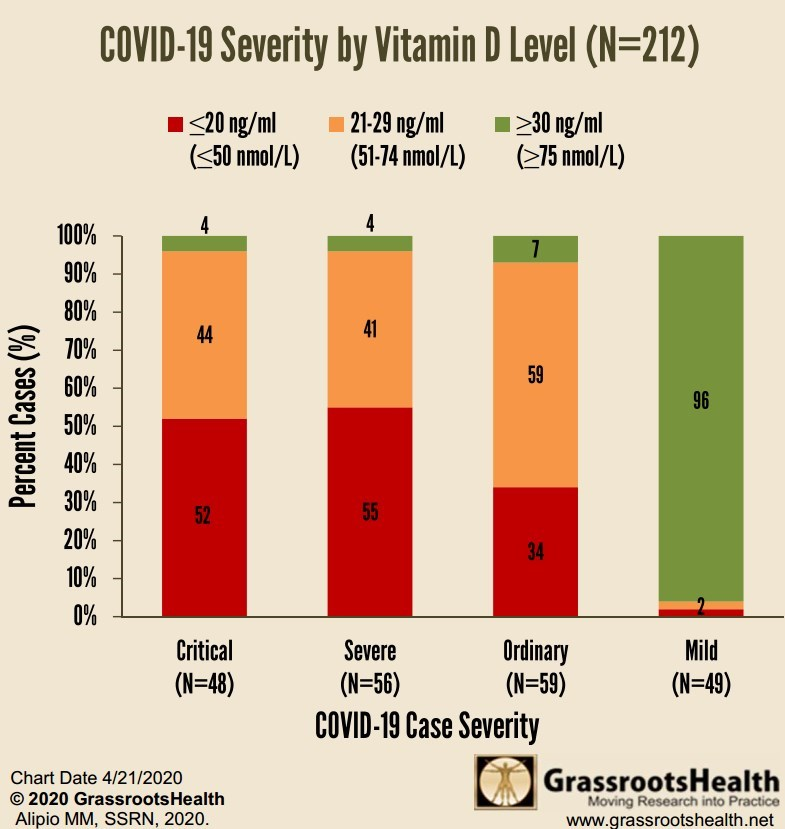 COVID-19 Severity by Vitamin D Level (N=212)
≤20 ng/ml
(≤50 nmol/L)
21-29 ng/ml
(51-74 nmol/L)
≥30 ng/ml
(≥75 nmol/L)
Percent Cases (%)
100%
90%
80%
70%
60%
50%
40%
30%
20%
10%
0%
4
44
52
4
41
55
7
59
34
96
2
Critical
(N=48)
Severe
(N=56)
Ordinary
(N=59)
Mild
(N=49)
COVID-19 Case Severity
Chart Date 4/21/2020
© 2020 GrassrootsHealth
Alipio MM, SSRN, 2020.
GrassrootsHealth
Moving Research into Practice
www.grassrootshealth.net